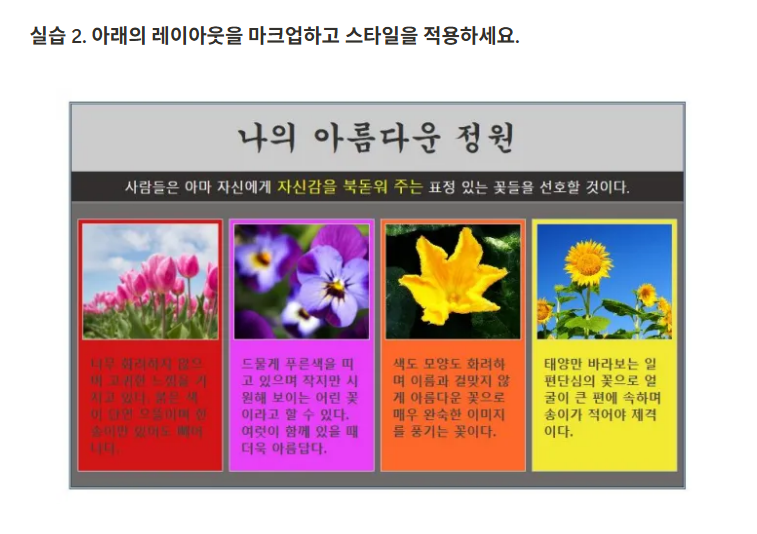 실습 2. 아래의 레이아웃을 마크업하고 스타일을 적용하세요.
나의 아름다운 정원
사람들은 아마 자신에게 자신감을 북돋워 주는 표정 있는 꽃들을 선호할 것이다.
너무 화려하지 않으
며 고귀한 느낌을 가
지고 있다. 붉은 색
이 단연 으뜸이며 한
송이만 있어도
드물게 푸른색을 띠
고 있으며 작지만 시
원해 보이는 어린 꽃
이라고 할 수 있다.
여럿이 함께 있을 때
더욱 아름답다.
색도 모양도 화려하
며 이름과 걸맞지 않
게 아름다운 꽃으로
매우 완숙한 이미지
를 풍기는 꽃이다.
태양만 바라보는 일
편단심의 꽃으로 얼
굴이 큰 편에 속하며
송이가 적어야 제격
이다.